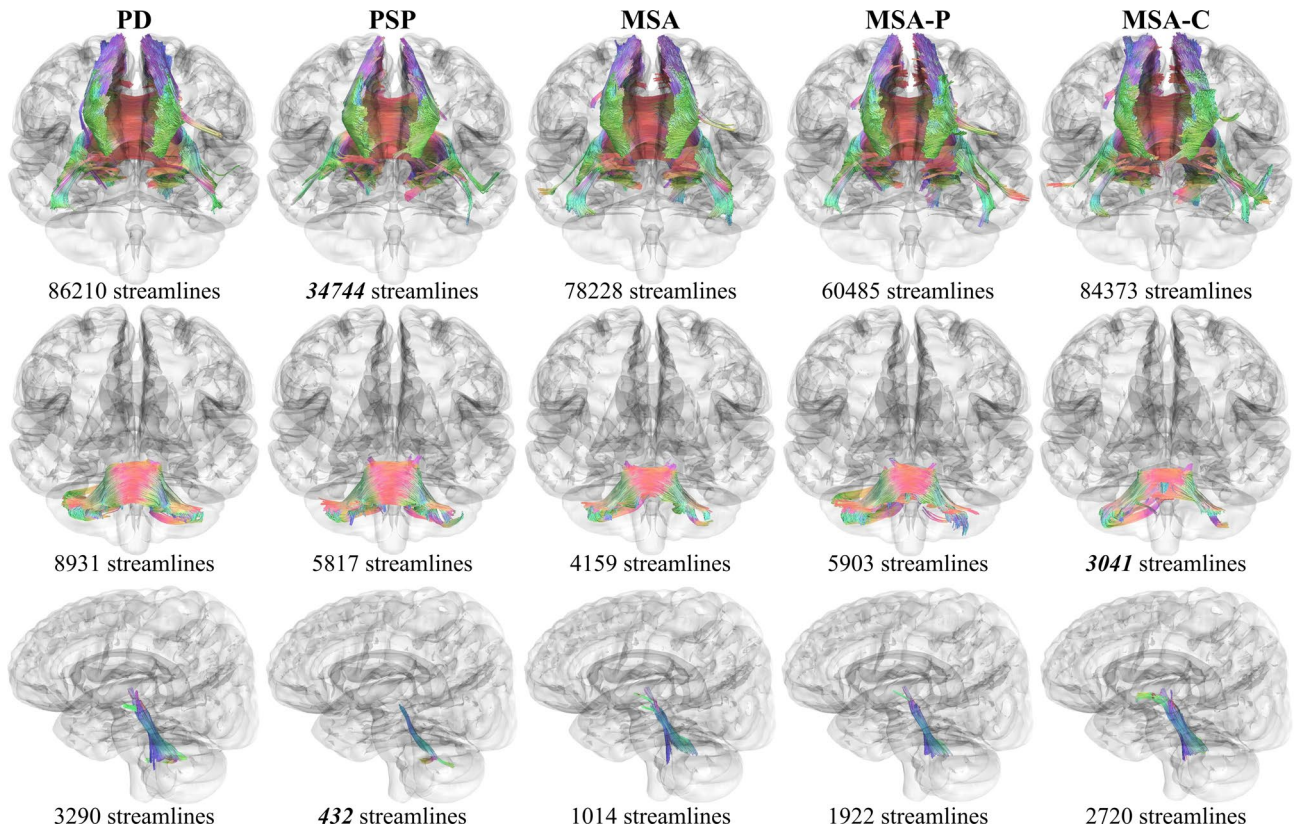 PD PSP MSA MSA-P MSA-C
86210 streamlines 34744 streamlines 78228 streamlines 60485 streamlines 84373 streamlines
8931 streamlines 5817 streamlines 4159 streamlines 5903 streamlines 3041 streamlines
3290 streamlines 432 streamlines 1014 streamlines 1922 streamlines 2720 streamlines